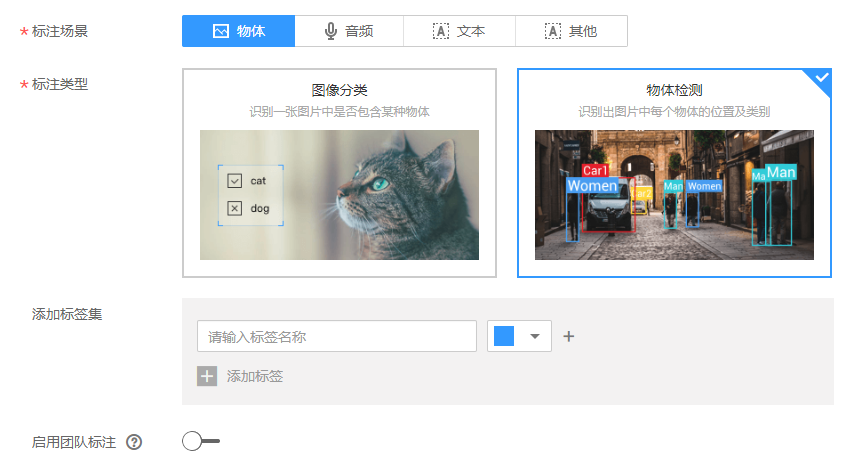 * 标注场景 物体 音频 文本 其他
* 标注类型
图像分类
识别一张图片中是否包含某种物体
cat
dog
物体检测
识别出图片中每个物体的位置及类别
Car1
Women
Car2
Man
Women
Ma
Man
添加标签集
请输入标签名称
+ 添加标签
启用团队标注 ?